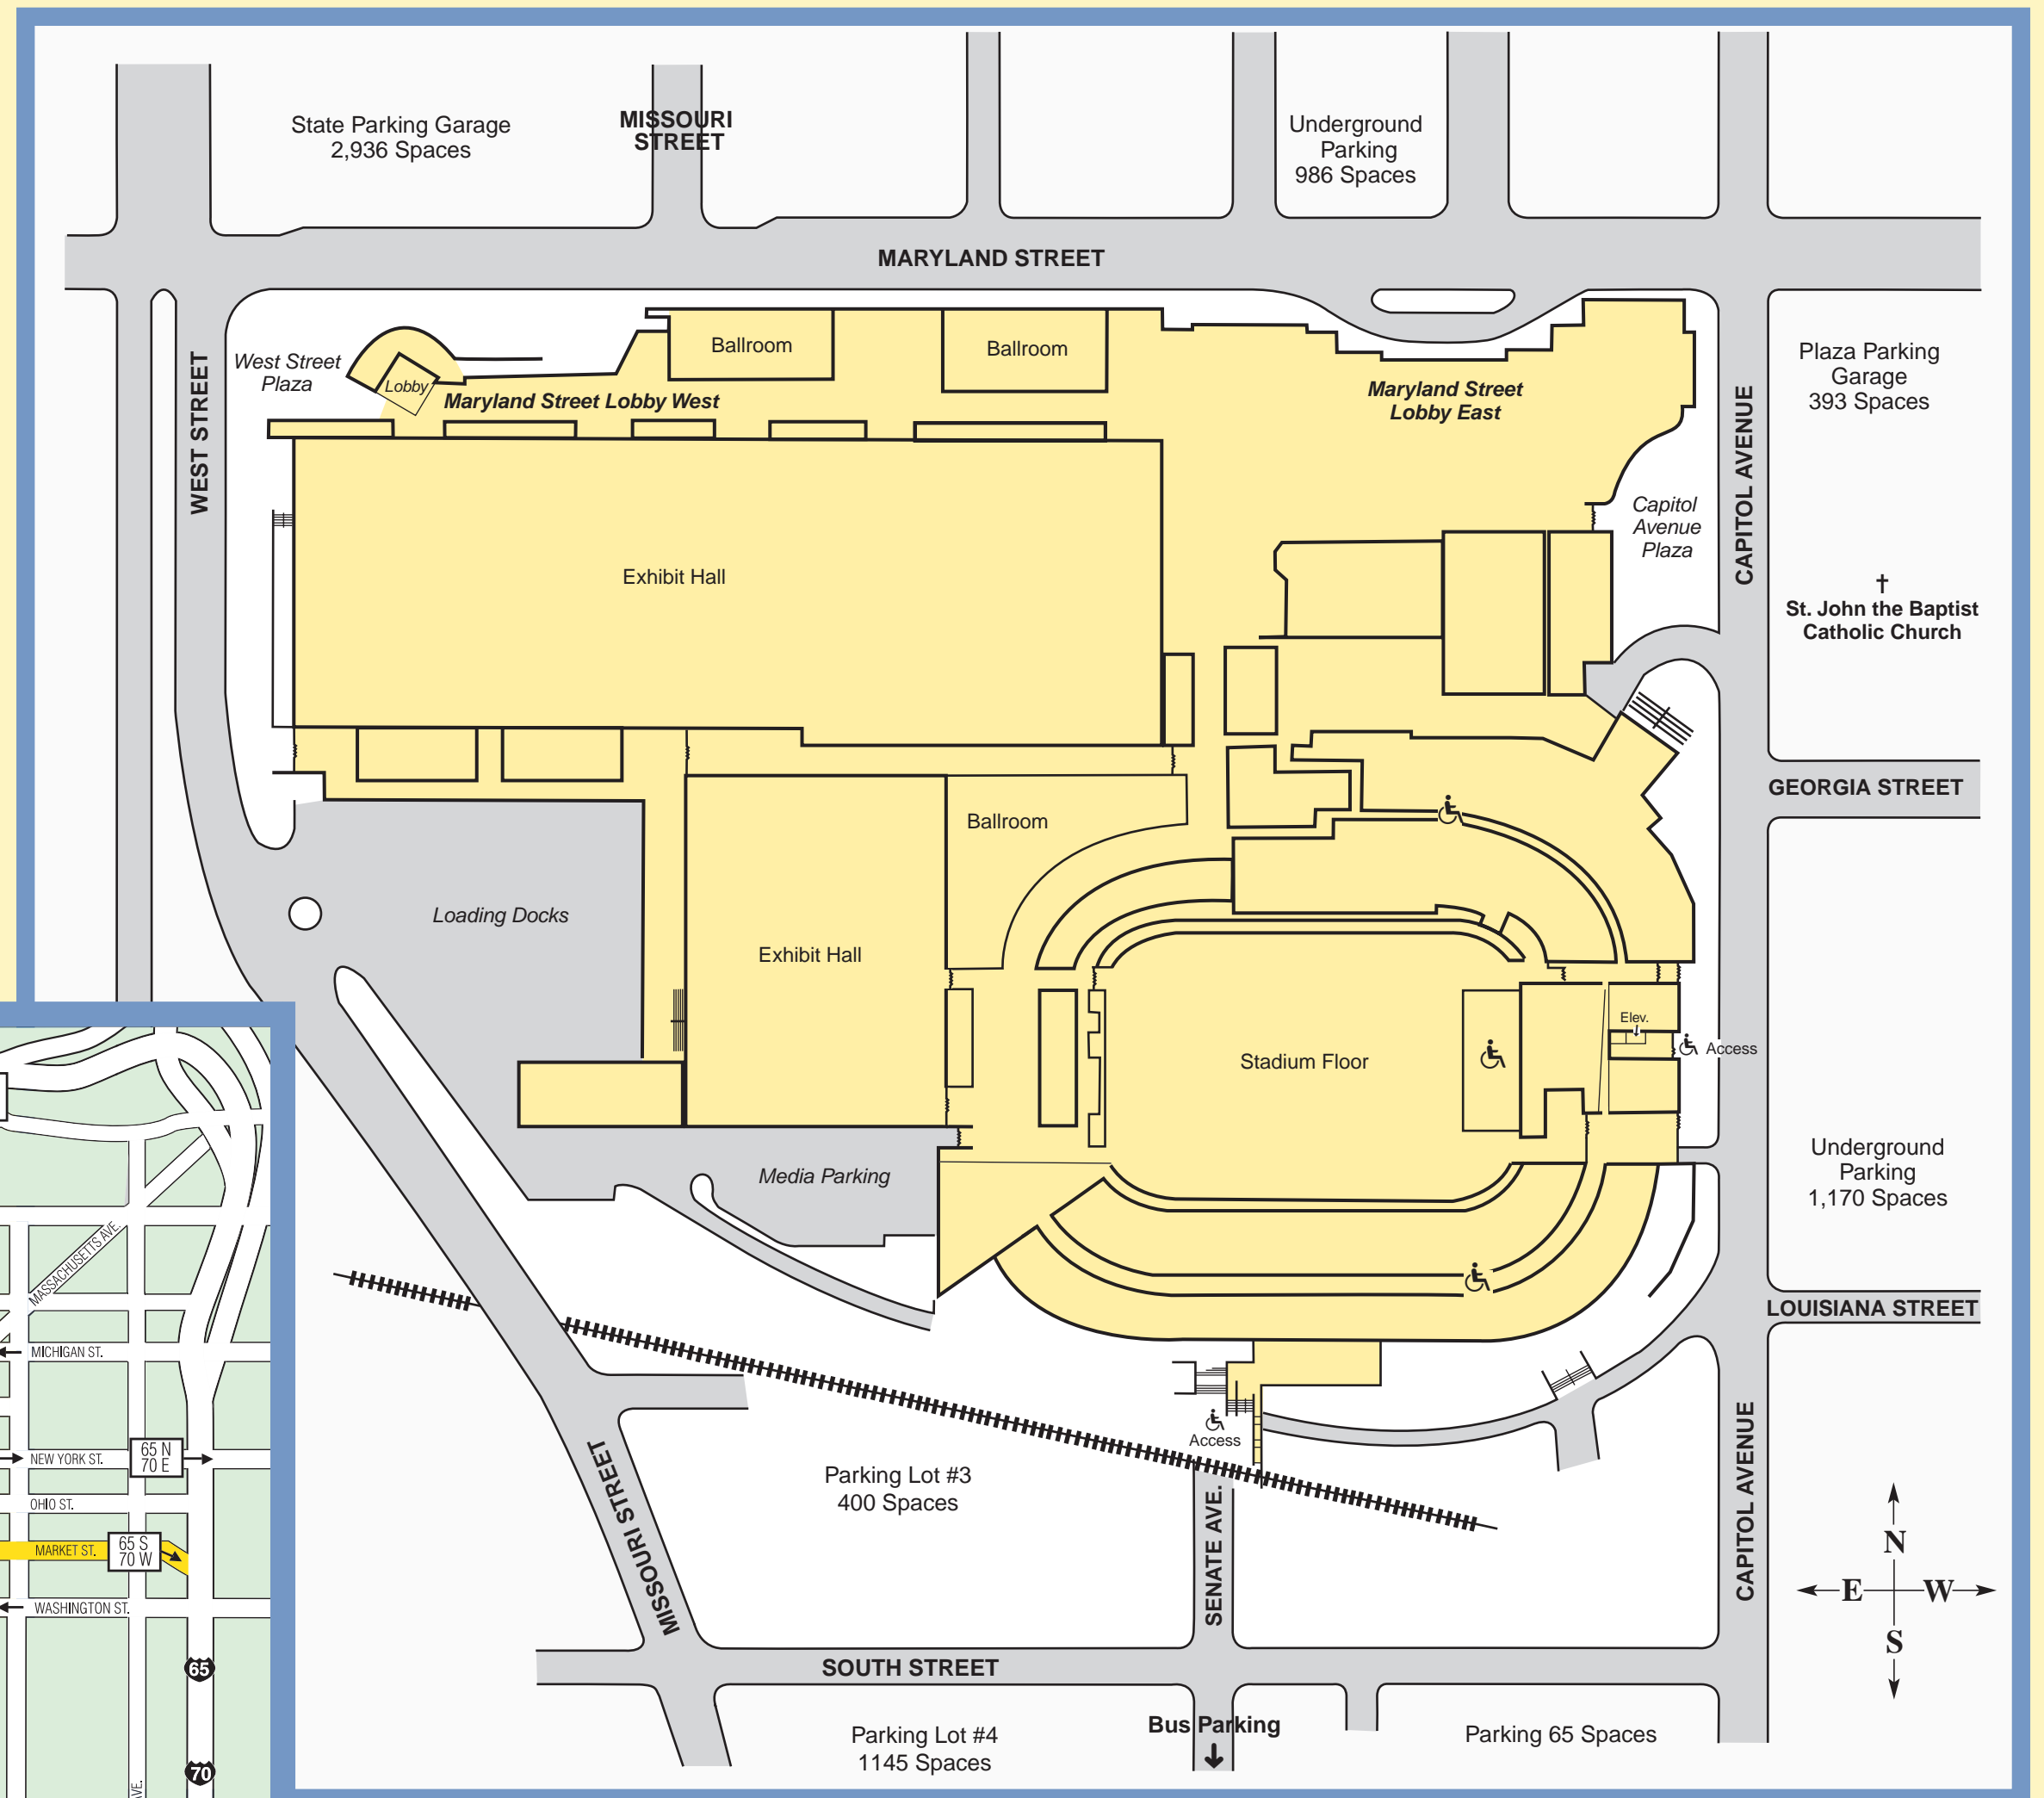 State Parking Garage
2,936 Spaces
MISSOURI
STREET
Underground
Parking
986 Spaces
MARYLAND STREET
WEST STREET
West Street
Plaza
Lobby
Maryland Street Lobby West
Ballroom
Ballroom
Maryland Street
Lobby East
CAPITOL AVENUE
Plaza Parking
Garage
393 Spaces
Capitol
Avenue
Plaza
Exhibit Hall
†
St. John the Baptist
Catholic Church
GEORGIA STREET
Ballroom
Loading Docks
Exhibit Hall
Stadium Floor
Elev.
Access
Media Parking
Underground
Parking
1,170 Spaces
LOUISIANA STREET
Access
Parking Lot #3
400 Spaces
MISSOURI STREET
SENATE AVE.
CAPITOL AVENUE
N
E W
S
SOUTH STREET
Parking Lot #4
1145 Spaces
Bus Parking
Parking 65 Spaces
MASSACHUSETTS AVE.
MICHIGAN ST.
NEW YORK ST.
65 N
70 E
OHIO ST.
MARKET ST.
65 S
70 W
WASHINGTON ST.
65
70
AVE.